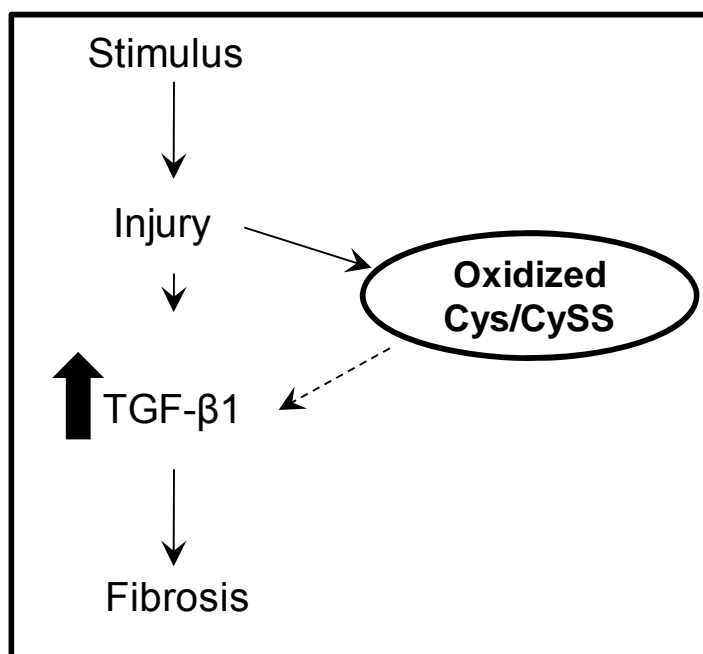 Stimulus
Injury
Oxidized
Cys/CySS
TGF-β1
Fibrosis